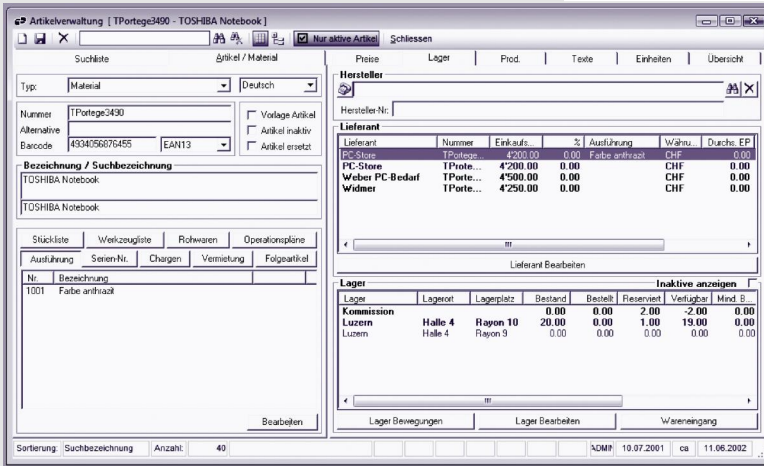 Artikelverwaltung [ TPortege3490 - TOSHIBA Notebook ]
Nur aktive Artikel Schliessen
Suchliste Artikel / Material Preise Lager Prod. Texte Einheiten Übersicht
Typ: Material Deutsch
Nummer TPortege3490
Alternative
Barcode 4934056876455 EAN13
Vorlage Artikel
Artikel inaktiv
Artikel ersetzt
Bezeichnung / Suchbezeichnung
TOSHIBA Notebook
TOSHIBA Notebook
Stückliste Werkzeugliste Rohwaren Operationspläne
Ausführung Serien-Nr. Chargen Vermietung Folgeartikel
Nr. Bezeichnung
1001 Farbe anthrazit
Bearbeiten
Hersteller
Hersteller-Nr:
Lieferant
Lieferant Nummer Einkaufs... % Ausführung Währu... Durchs. EP
PC-Store TPortege... 4'200.00 0.00 Farbe anthrazit CHF 0.00
PC-Store TProte... 4'200.00 0.00 CHF 0.00
Weber PC-Bedarf TPorte... 4'500.00 0.00 CHF 0.00
Widmer TPorte... 4'250.00 0.00 CHF 0.00
Lieferant Bearbeiten
Lager Inaktive anzeigen
Lager Lagerort Lagerplatz Bestand Bestellt Reserviert Verfügbar Mind. B...
Kommission 0.00 0.00 2.00 -2.00 0.00
Luzern Halle 4 Rayon 10 20.00 0.00 1.00 19.00 0.00
Luzern Halle 4 Rayon 9 0.00 0.00 0.00 0.00 0.00
Lager Bewegungen Lager Bearbeiten Wareneingang
Sortierung: Suchbezeichnung Anzahl: 40 ADMIN 10.07.2001 ca 11.06.2002